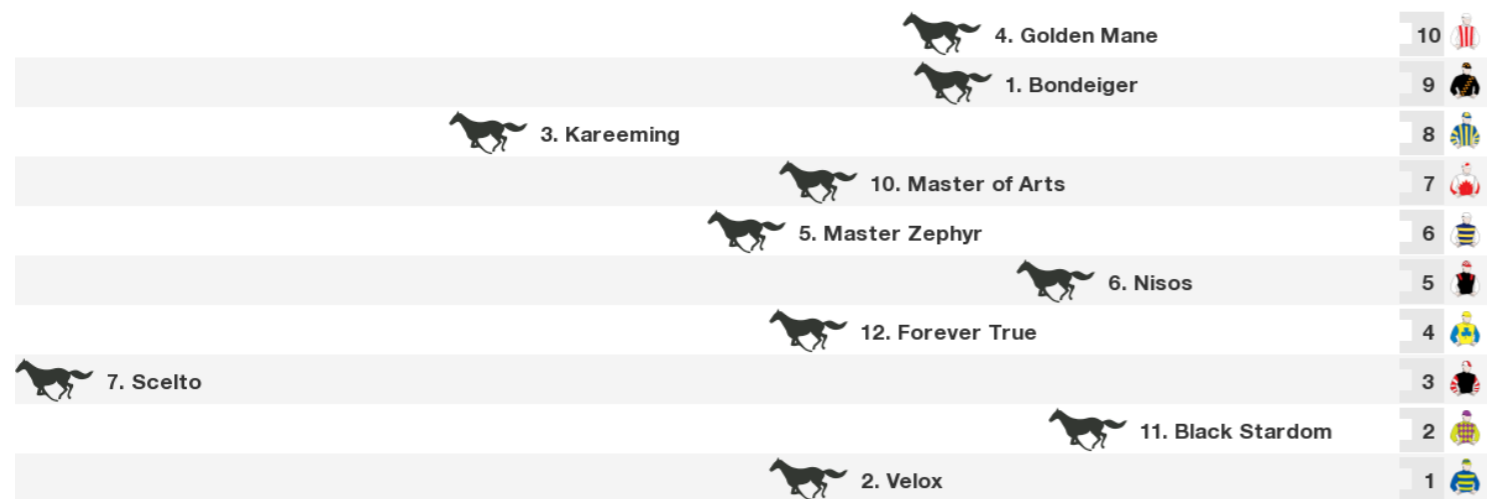 4. Golden Mane 10
1. Bondeiger 9
3. Kareeming 8
10. Master of Arts 7
5. Master Zephyr 6
6. Nisos 5
12. Forever True 4
7. Scelto 3
11. Black Stardom 2
2. Velox 1